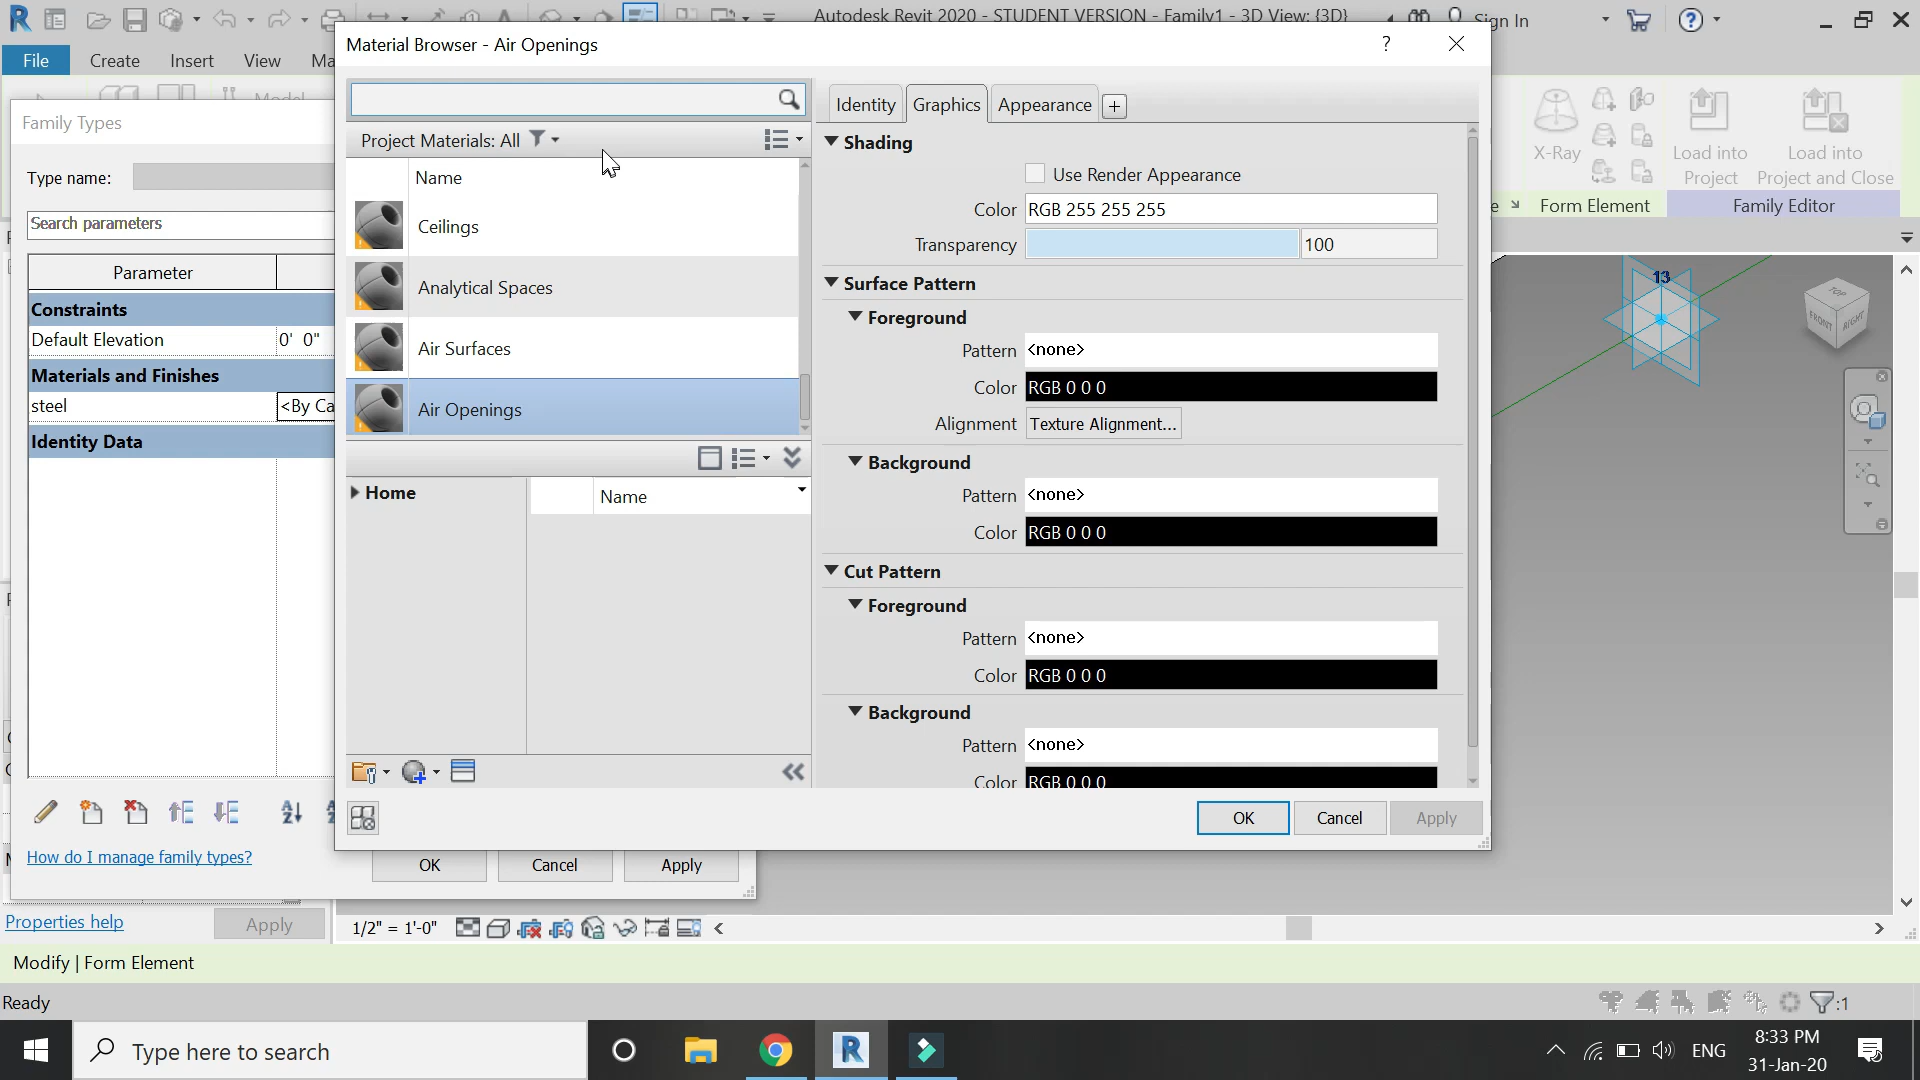 Autodesk Revit 2020 - STUDENT VERSION - Family1 - 3D View: {3D}
Sign In
File
Create
Insert
View
Material Browser - Air Openings
?
Family Types
Type name:
Search parameters
Parameter
Constraints
Default Elevation
0' 0"
Materials and Finishes
steel
<By Ca
Identity Data
How do I manage family types?
OK
Cancel
Apply
Project Materials: All
Name
Ceilings
Analytical Spaces
Air Surfaces
Air Openings
Home
Name
Identity
Graphics
Appearance
Shading
Use Render Appearance
Color
RGB 255 255 255
Transparency
100
Surface Pattern
Foreground
Pattern
<none>
Color
RGB 0 0 0
Alignment
Texture Alignment...
Background
Pattern
<none>
Color
RGB 0 0 0
Cut Pattern
Foreground
Pattern
<none>
Color
RGB 0 0 0
Background
Pattern
<none>
Color
RGB 0 0 0
OK
Cancel
Apply
X-Ray
Load into
Project
Load into
Project and Close
Form Element
Family Editor
13
TOP
FRONT
RIGHT
Properties help
Apply
1/2" = 1'-0"
Modify | Form Element
Ready
:1
Type here to search
ENG
8:33 PM
31-Jan-20